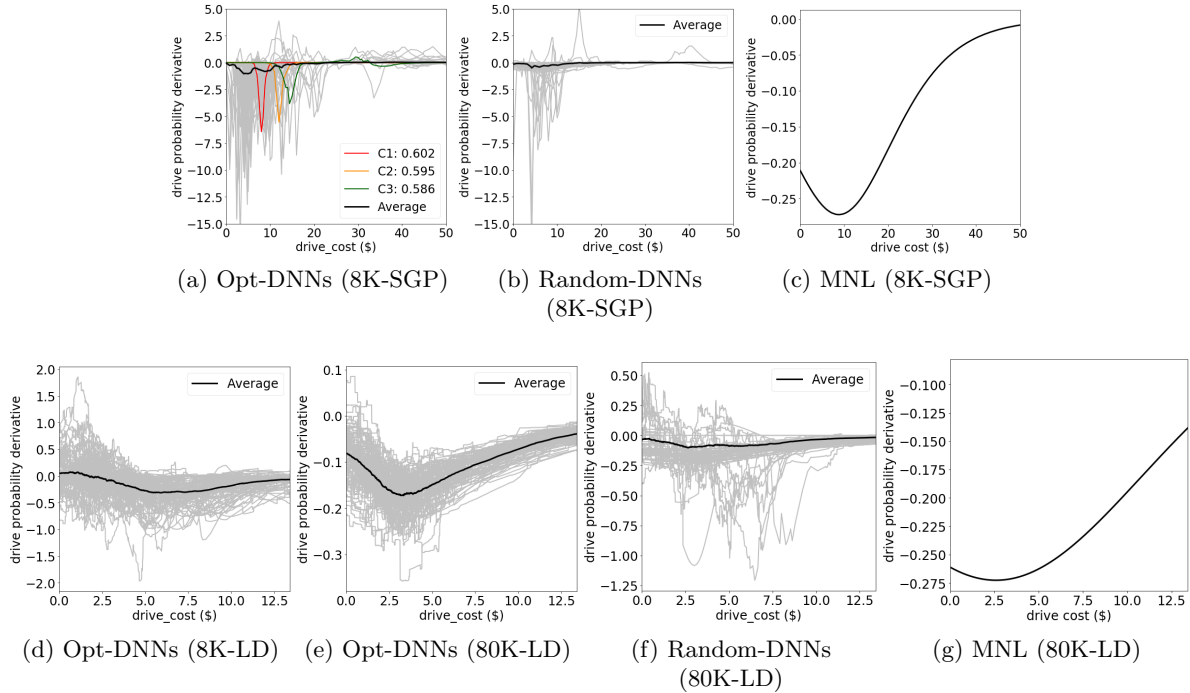 5.0
2.5
0.0
−2.5
−5.0
−7.5
−10.0
−12.5
−15.0
drive probability derivative
0 10 20 30 40 50
drive_cost ($)
C1: 0.602
C2: 0.595
C3: 0.586
Average
(a) Opt-DNNs (8K-SGP)
5.0
2.5
0.0
−2.5
−5.0
−7.5
−10.0
−12.5
−15.0
drive probability derivative
0 10 20 30 40 50
drive_cost ($)
Average
(b) Random-DNNs
(8K-SGP)
0.00
−0.05
−0.10
−0.15
−0.20
−0.25
drive probability derivative
0 10 20 30 40 50
drive cost ($)
(c) MNL (8K-SGP)
2.0
1.5
1.0
0.5
0.0
−0.5
−1.0
−1.5
−2.0
drive probability derivative
0.0 2.5 5.0 7.5 10.0 12.5
drive_cost ($)
Average
(d) Opt-DNNs (8K-LD)
0.1
0.0
−0.1
−0.2
−0.3
drive probability derivative
0.0 2.5 5.0 7.5 10.0 12.5
drive_cost ($)
Average
(e) Opt-DNNs (80K-LD)
0.50
0.25
0.00
−0.25
−0.50
−0.75
−1.00
−1.25
drive probability derivative
0.0 2.5 5.0 7.5 10.0 12.5
drive_cost ($)
Average
(f) Random-DNNs
(80K-LD)
−0.100
−0.125
−0.150
−0.175
−0.200
−0.225
−0.250
−0.275
drive probability derivative
0.0 2.5 5.0 7.5 10.0 12.5
drive cost ($)
(g) MNL (80K-LD)